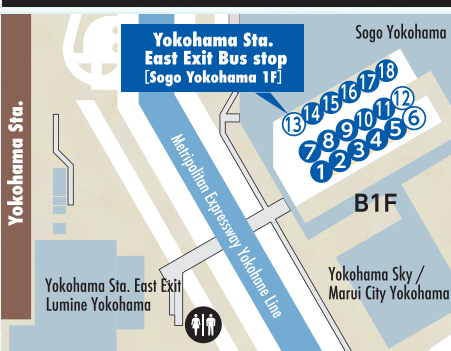 Yokohama Sta.
East Exit Bus stop
[Sogo Yokohama 1F]
Sogo Yokohama
13 14 15 16 17 18
7 8 9 10 11 12
1 2 3 4 5 6
B1F
Yokohama Sta.
Metripolitan Expressway Yokohane Line
Yokohama Sta. East Exit
Lumine Yokohama
Yokohama Sky /
Marui City Yokohama